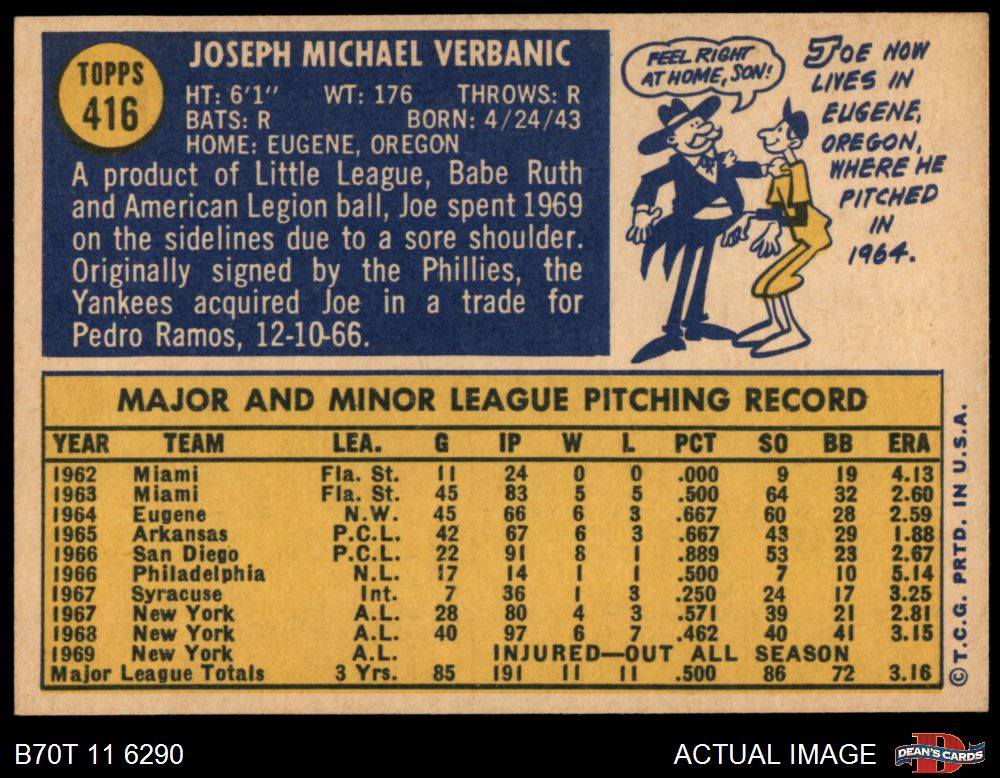 TOPPS
416
JOSEPH MICHAEL VERBANIC
HT: 6'1" WT: 176 THROWS: R
BATS: R BORN: 4/24/43
HOME: EUGENE, OREGON
A product of Little League, Babe Ruth
and American Legion ball, Joe spent 1969
on the sidelines due to a sore shoulder.
Originally signed by the Phillies, the
Yankees acquired Joe in a trade for
Pedro Ramos, 12-10-66.
FEEL RIGHT
AT HOME, SON!
JOE NOW
LIVES IN
EUGENE,
OREGON,
WHERE HE
PITCHED
IN
1964.
MAJOR AND MINOR LEAGUE PITCHING RECORD
YEAR TEAM LEA. G IP W L PCT SO BB ERA
1962 Miami Fla. St. 11 24 0 0 .000 9 19 4.13
1963 Miami Fla. St. 45 83 5 5 .500 64 32 2.60
1964 Eugene N.W. 45 66 6 3 .667 60 28 2.59
1965 Arkansas P.C.L. 42 67 6 3 .667 43 29 1.88
1966 San Diego P.C.L. 22 91 8 1 .889 53 23 2.67
1966 Philadelphia N.L. 17 14 1 1 .500 7 10 5.14
1967 Syracuse Int. 7 36 1 3 .250 24 17 3.25
1967 New York A.L. 28 80 4 3 .571 39 21 2.81
1968 New York A.L. 40 97 6 7 .462 40 41 3.15
1969 New York A.L. INJURED—OUT ALL SEASON
Major League Totals 3 Yrs. 85 191 11 11 .500 86 72 3.16
© T.C.G. PRTD. IN U.S.A.
B70T 11 6290
ACTUAL IMAGE
DEAN'S CARDS